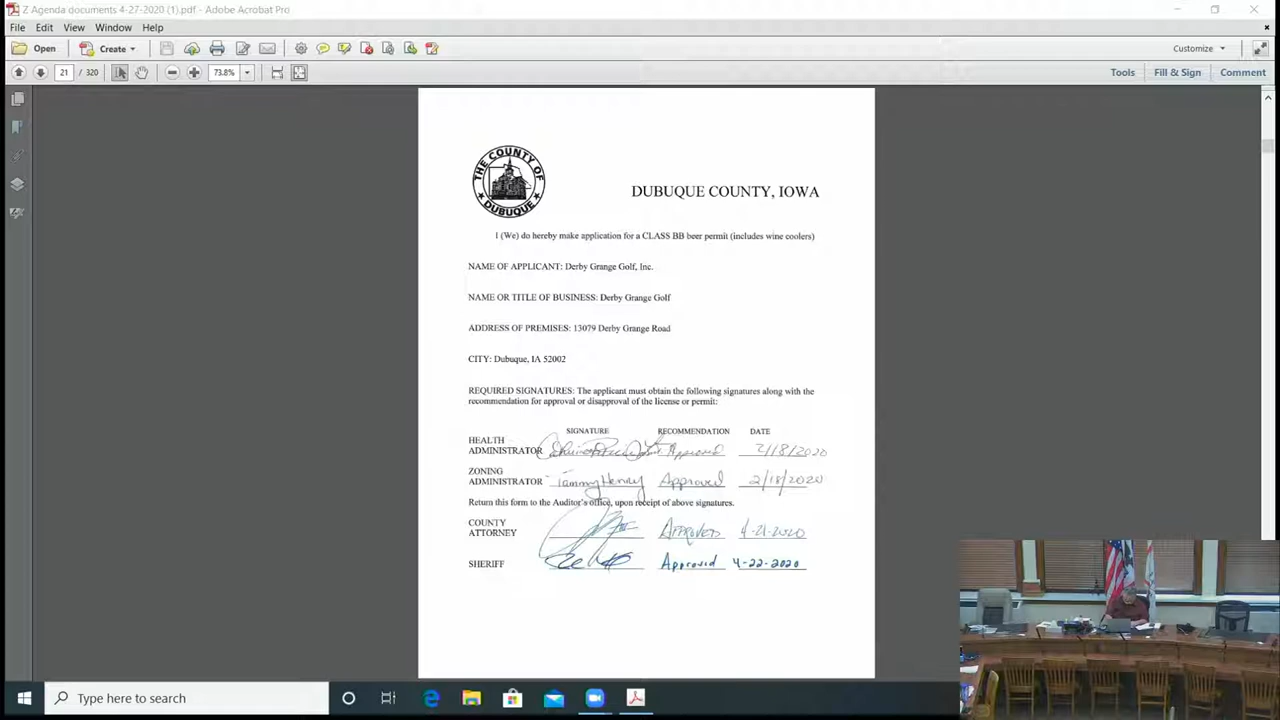 Z Agenda documents 4-27-2020 (1).pdf - Adobe Acrobat Pro
File Edit View Window Help
Open Create Customize
21 / 320 73.8% Tools Fill & Sign Comment
THE COUNTY OF DUBUQUE
DUBUQUE COUNTY, IOWA
I (We) do hereby make application for a CLASS BB beer permit (includes wine coolers)
NAME OF APPLICANT: Derby Grange Golf, Inc.
NAME OR TITLE OF BUSINESS: Derby Grange Golf
ADDRESS OF PREMISES: 13079 Derby Grange Road
CITY: Dubuque, IA 52002
REQUIRED SIGNATURES: The applicant must obtain the following signatures along with the
recommendation for approval or disapproval of the license or permit:
SIGNATURE RECOMMENDATION DATE
HEALTH
ADMINISTRATOR Approved 2/18/2020
ZONING
ADMINISTRATOR Tammy Henry Approved 2/18/2020
Return this form to the Auditor's office, upon receipt of above signatures.
COUNTY
ATTORNEY APPROVED 4-21-2020
SHERIFF Approved 4-22-2020
Type here to search